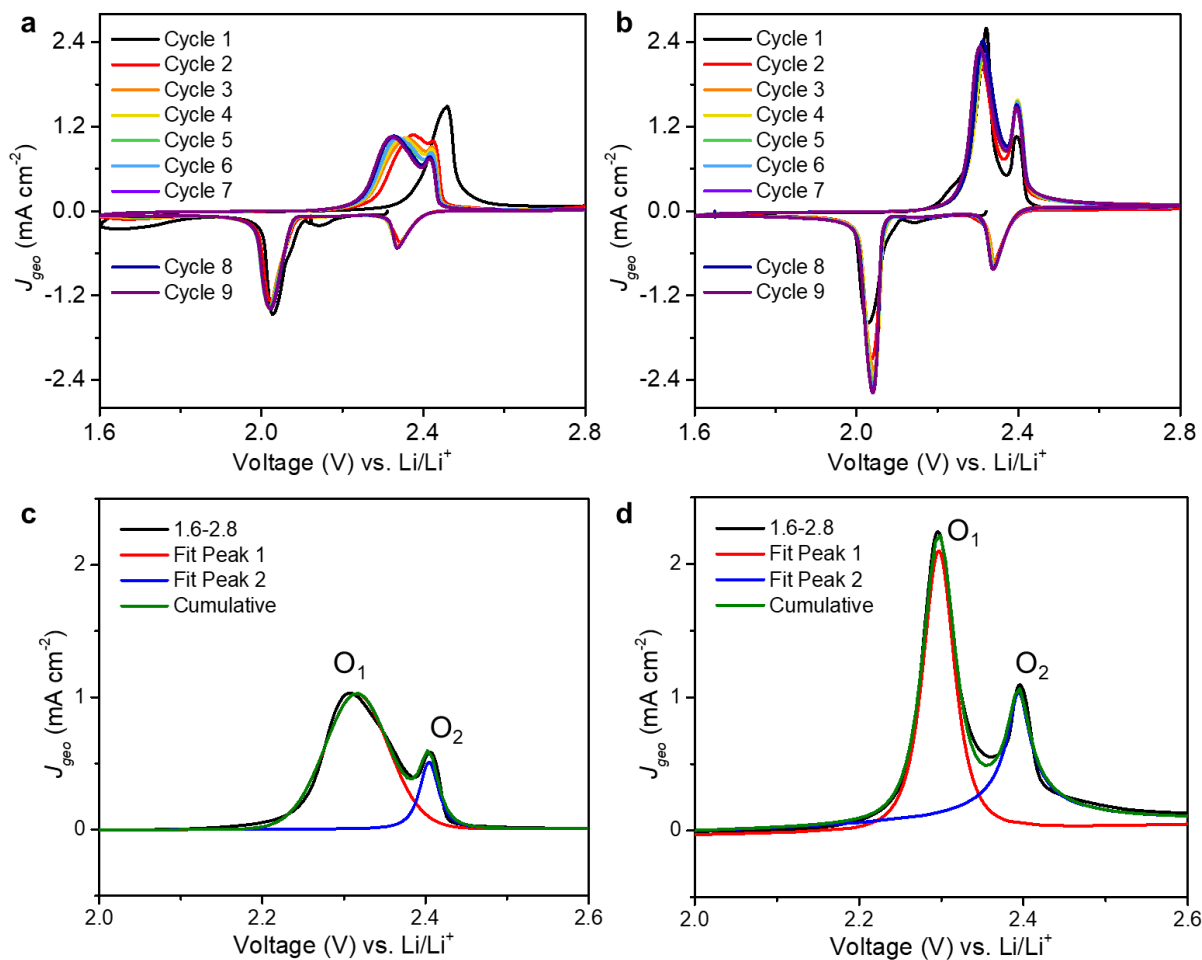 a
Cycle 1
Cycle 2
Cycle 3
Cycle 4
Cycle 5
Cycle 6
Cycle 7
Cycle 8
Cycle 9
2.4
1.2
0.0
-1.2
-2.4
J_geo (mA cm⁻²)
1.6 2.0 2.4 2.8
Voltage (V) vs. Li/Li⁺
b
Cycle 1
Cycle 2
Cycle 3
Cycle 4
Cycle 5
Cycle 6
Cycle 7
Cycle 8
Cycle 9
2.4
1.2
0.0
-1.2
-2.4
J_geo (mA cm⁻²)
1.6 2.0 2.4 2.8
Voltage (V) vs. Li/Li⁺
c
1.6-2.8
Fit Peak 1
Fit Peak 2
Cumulative
O₁
O₂
2
1
0
J_geo (mA cm⁻²)
2.0 2.2 2.4 2.6
Voltage (V) vs. Li/Li⁺
d
1.6-2.8
Fit Peak 1
Fit Peak 2
Cumulative
O₁
O₂
2
1
0
J_geo (mA cm⁻²)
2.0 2.2 2.4 2.6
Voltage (V) vs. Li/Li⁺